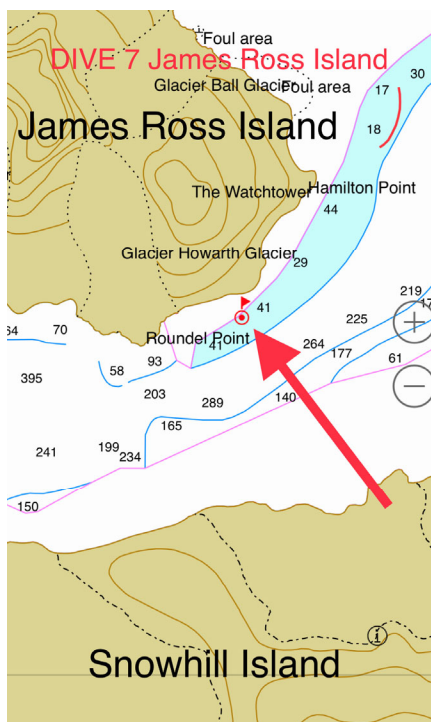 Foul area
DIVE 7 James Ross Island
Glacier Ball Glacier
Foul area
17
30
James Ross Island
18
The Watchtower
Hamilton Point
44
Glacier Howarth Glacier
29
219
41
17
64
70
225
Roundel Point
41
264
93
177
58
61
395
203
289
140
165
199
241
234
150
i
Snowhill Island